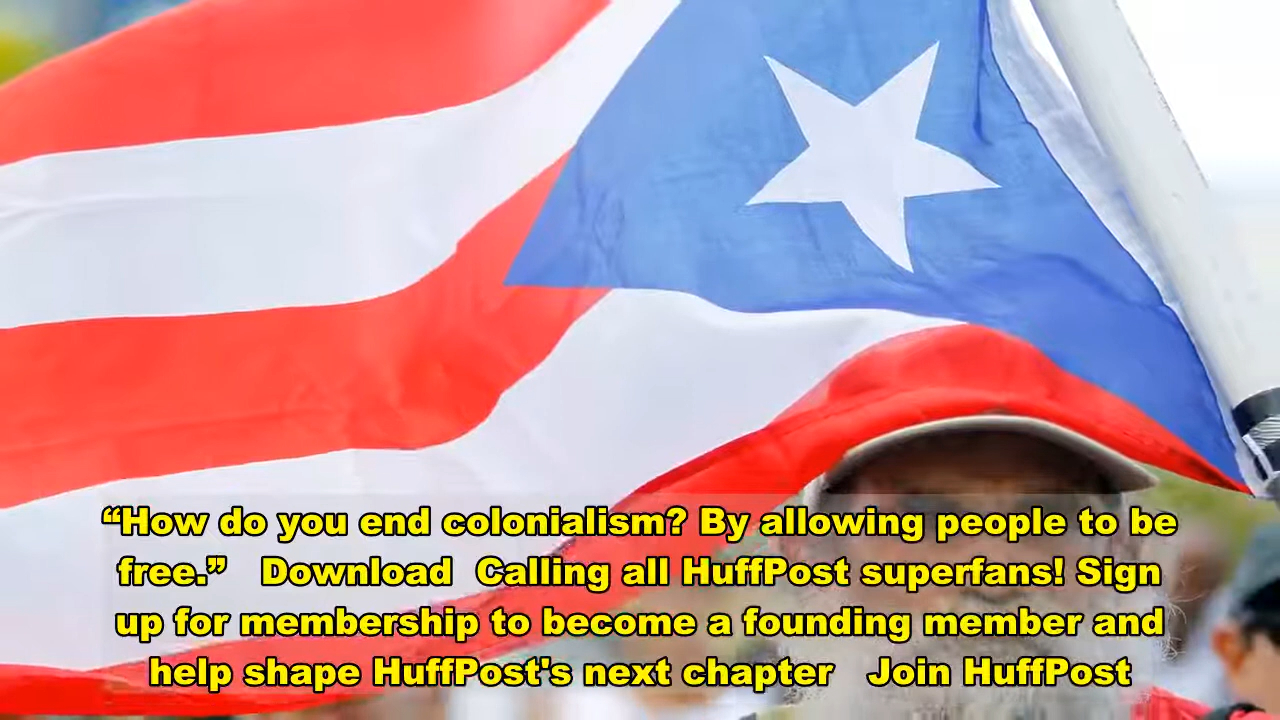 “How do you end colonialism? By allowing people to be
free.”   Download  Calling all HuffPost superfans! Sign
up for membership to become a founding member and
help shape HuffPost's next chapter   Join HuffPost